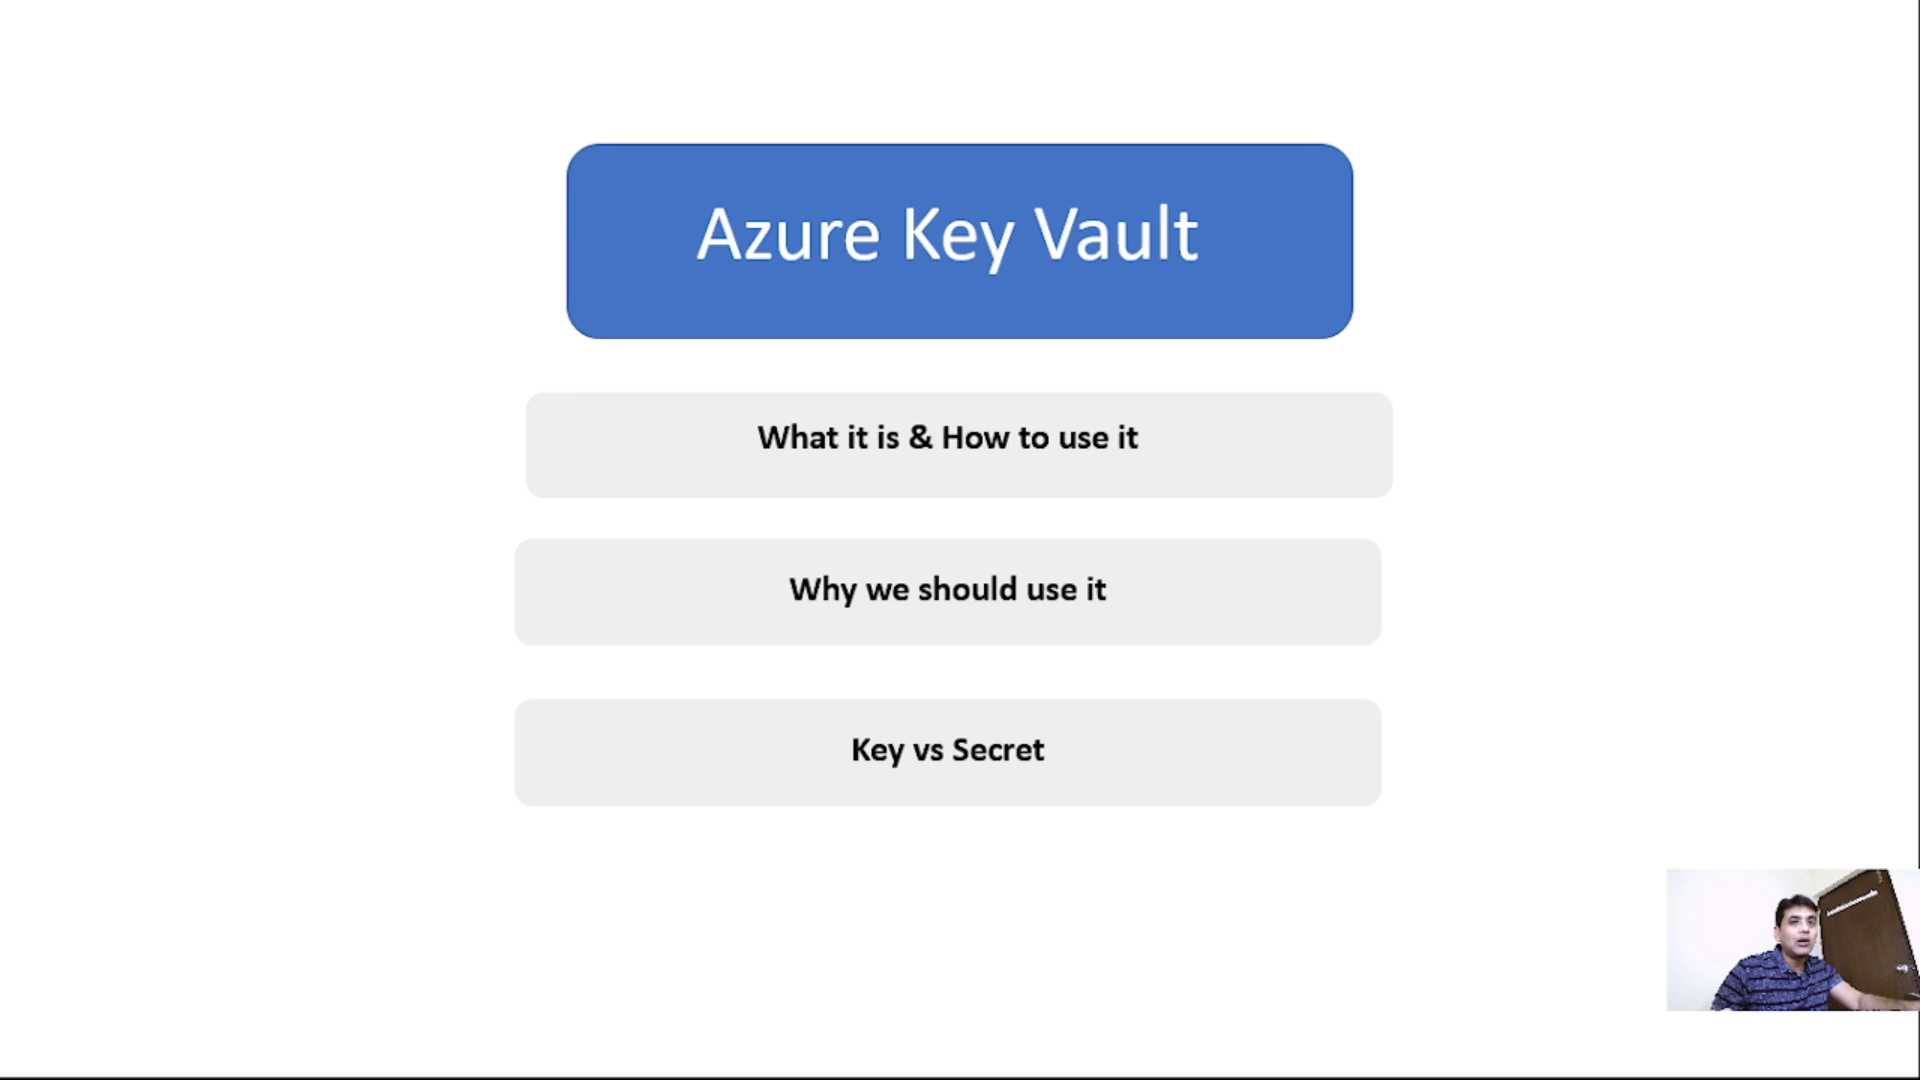 Azure Key Vault
What it is & How to use it
Why we should use it
Key vs Secret